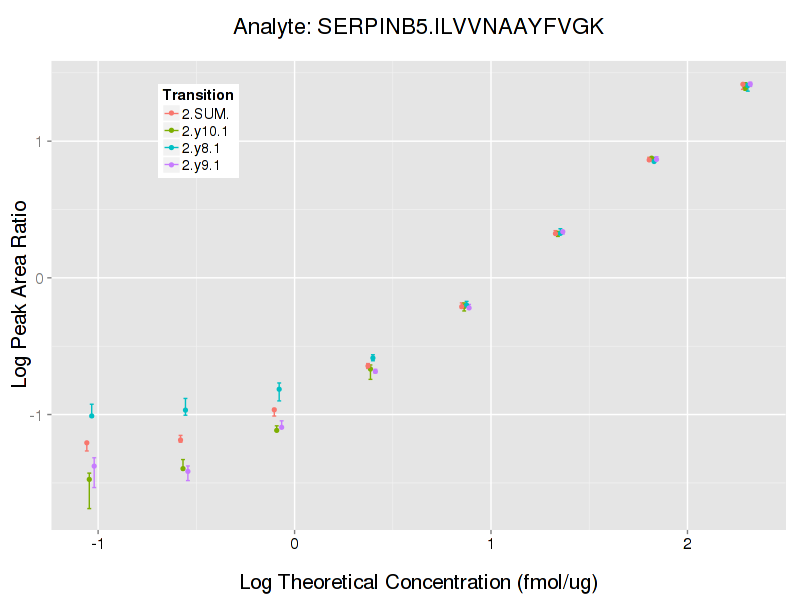 Analyte: SERPINB5.ILVVNAAYFVGK
Transition
2.SUM.
2.y10.1
2.y8.1
2.y9.1
Log Peak Area Ratio
1
0
-1
-1
0
1
2
Log Theoretical Concentration (fmol/ug)